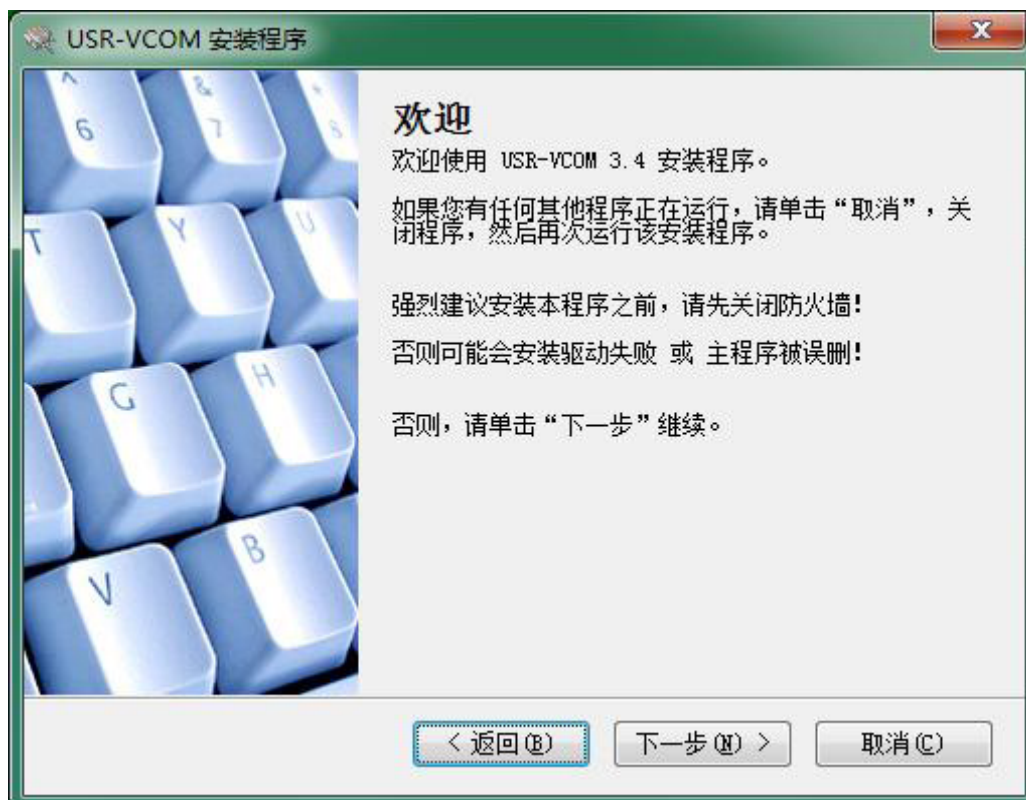 USR-VCOM 安装程序
^
6
&
7
*
8
T
Y
U
G
H
V
B
欢迎
欢迎使用 USR-VCOM 3.4 安装程序。
如果您有任何其他程序正在运行，请单击“取消”，关
闭程序，然后再次运行该安装程序。
强烈建议安装本程序之前，请先关闭防火墙!
否则可能会安装驱动失败 或 主程序被误删!
否则，请单击“下一步”继续。
< 返回(B)
下一步(N) >
取消(C)